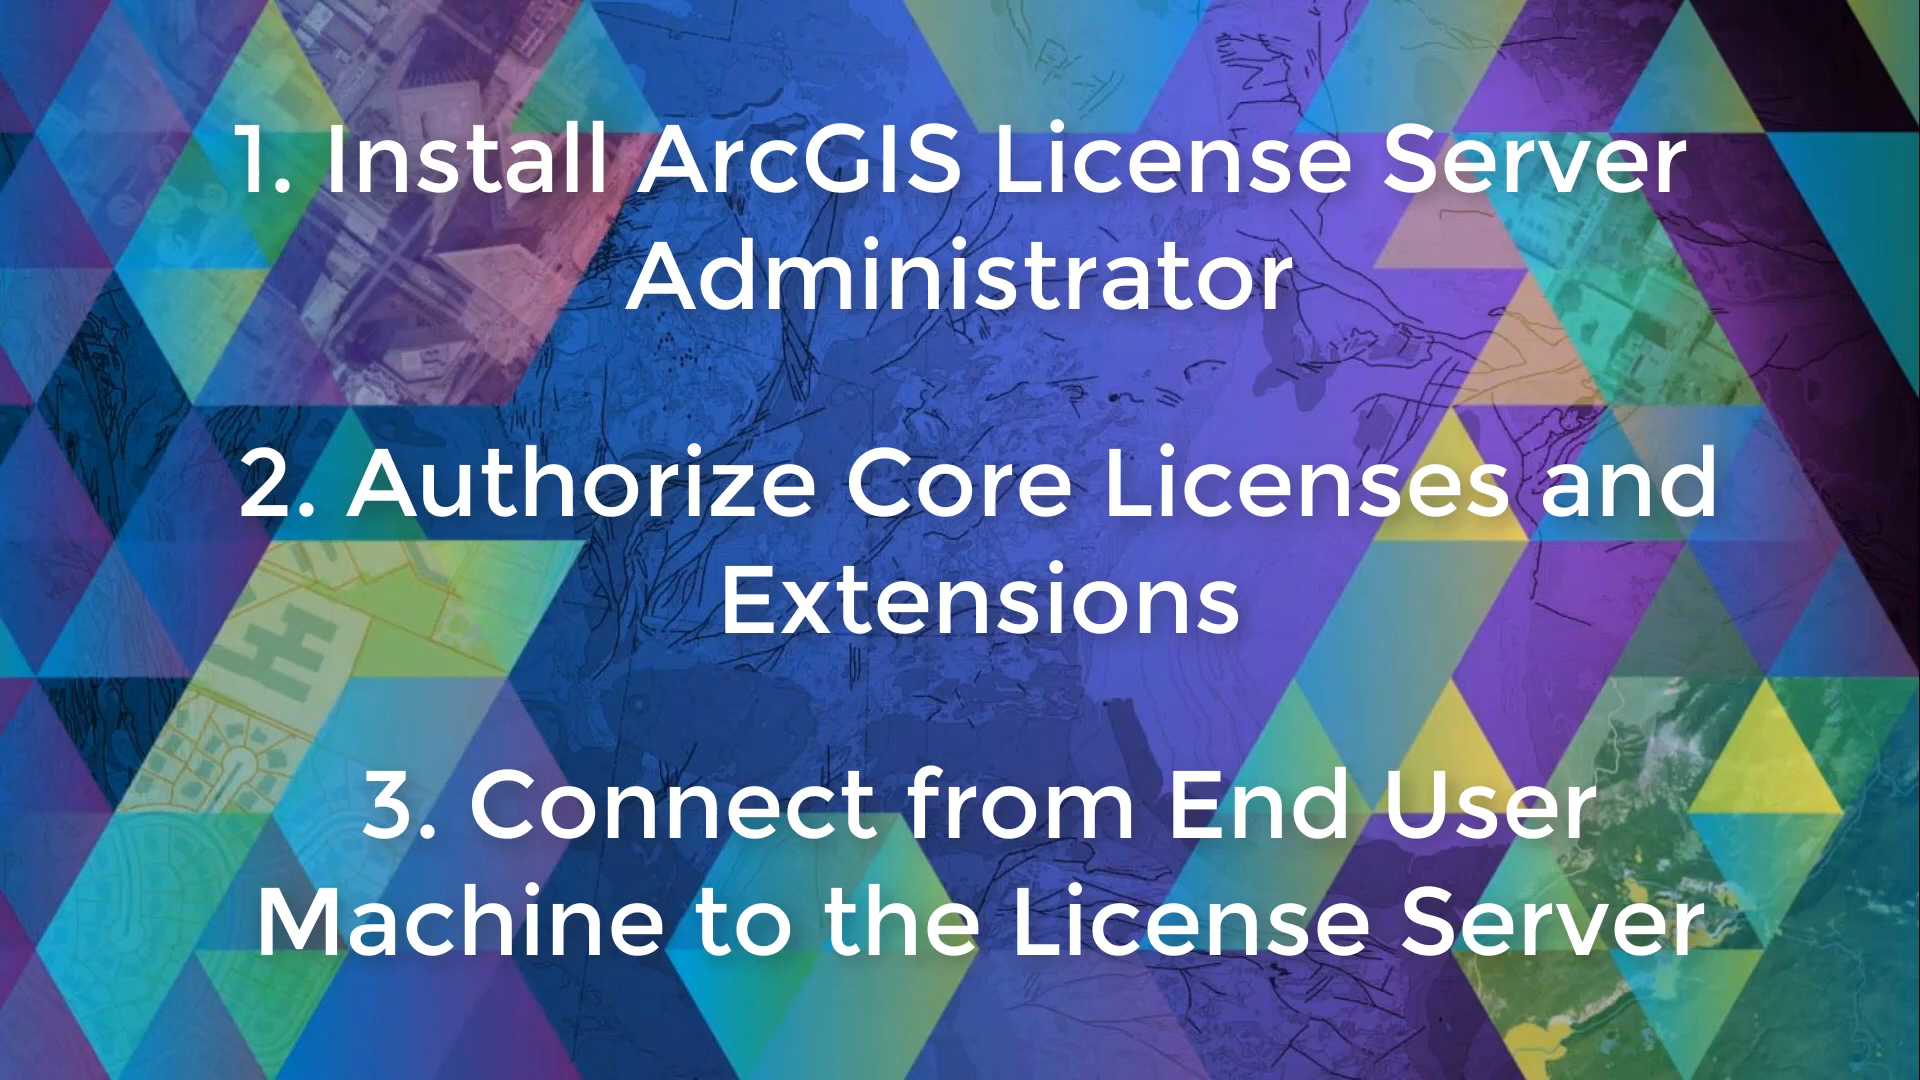 1. Install ArcGIS License Server
Administrator
2. Authorize Core Licenses and
Extensions
3. Connect from End User
Machine to the License Server